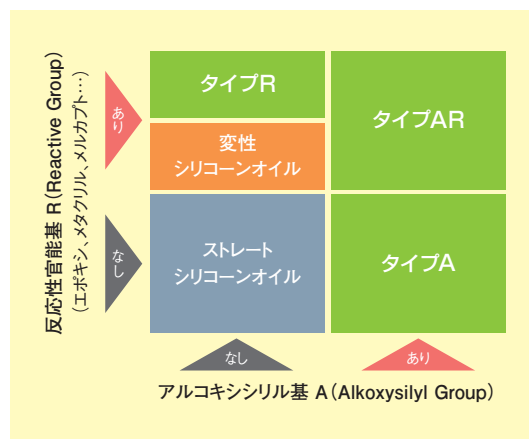 反応性官能基 R(Reactive Group)
(エポキシ、メタクリル、メルカプト…)
あり
なし
タイプR
変性
シリコーンオイル
ストレート
シリコーンオイル
タイプAR
タイプA
なし
あり
アルコキシシリル基 A(Alkoxysilyl Group)